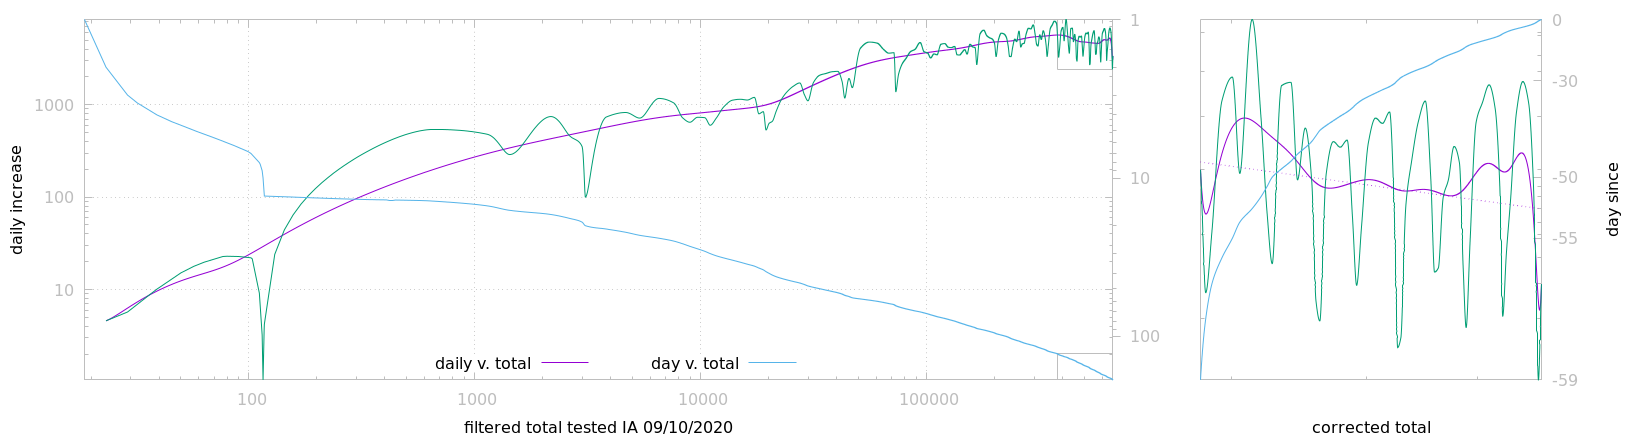 daily increase
1000
100
10
daily v. total
day v. total
100
1000
10000
100000
filtered total tested IA 09/10/2020
1
10
100
0
-30
-50
-55
-59
day since
corrected total